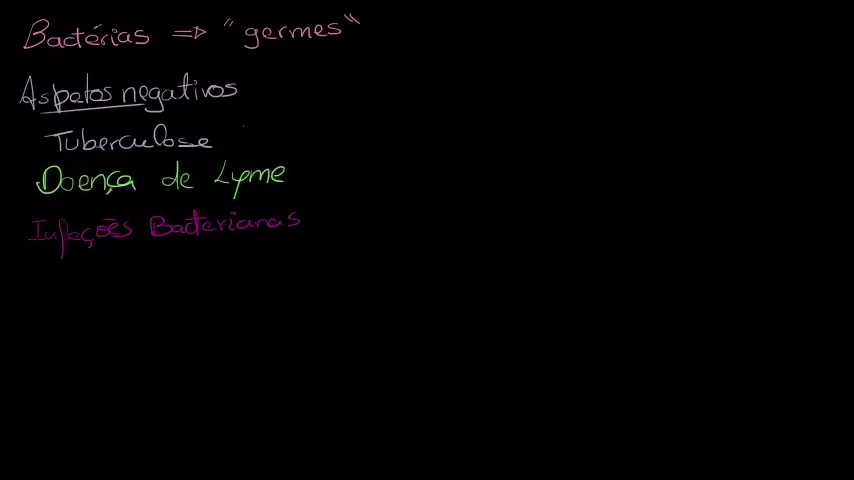 Bactérias => "germes"
Aspetos negativos
Tuberculose
Doença de Lyme
Infeções Bacterianas